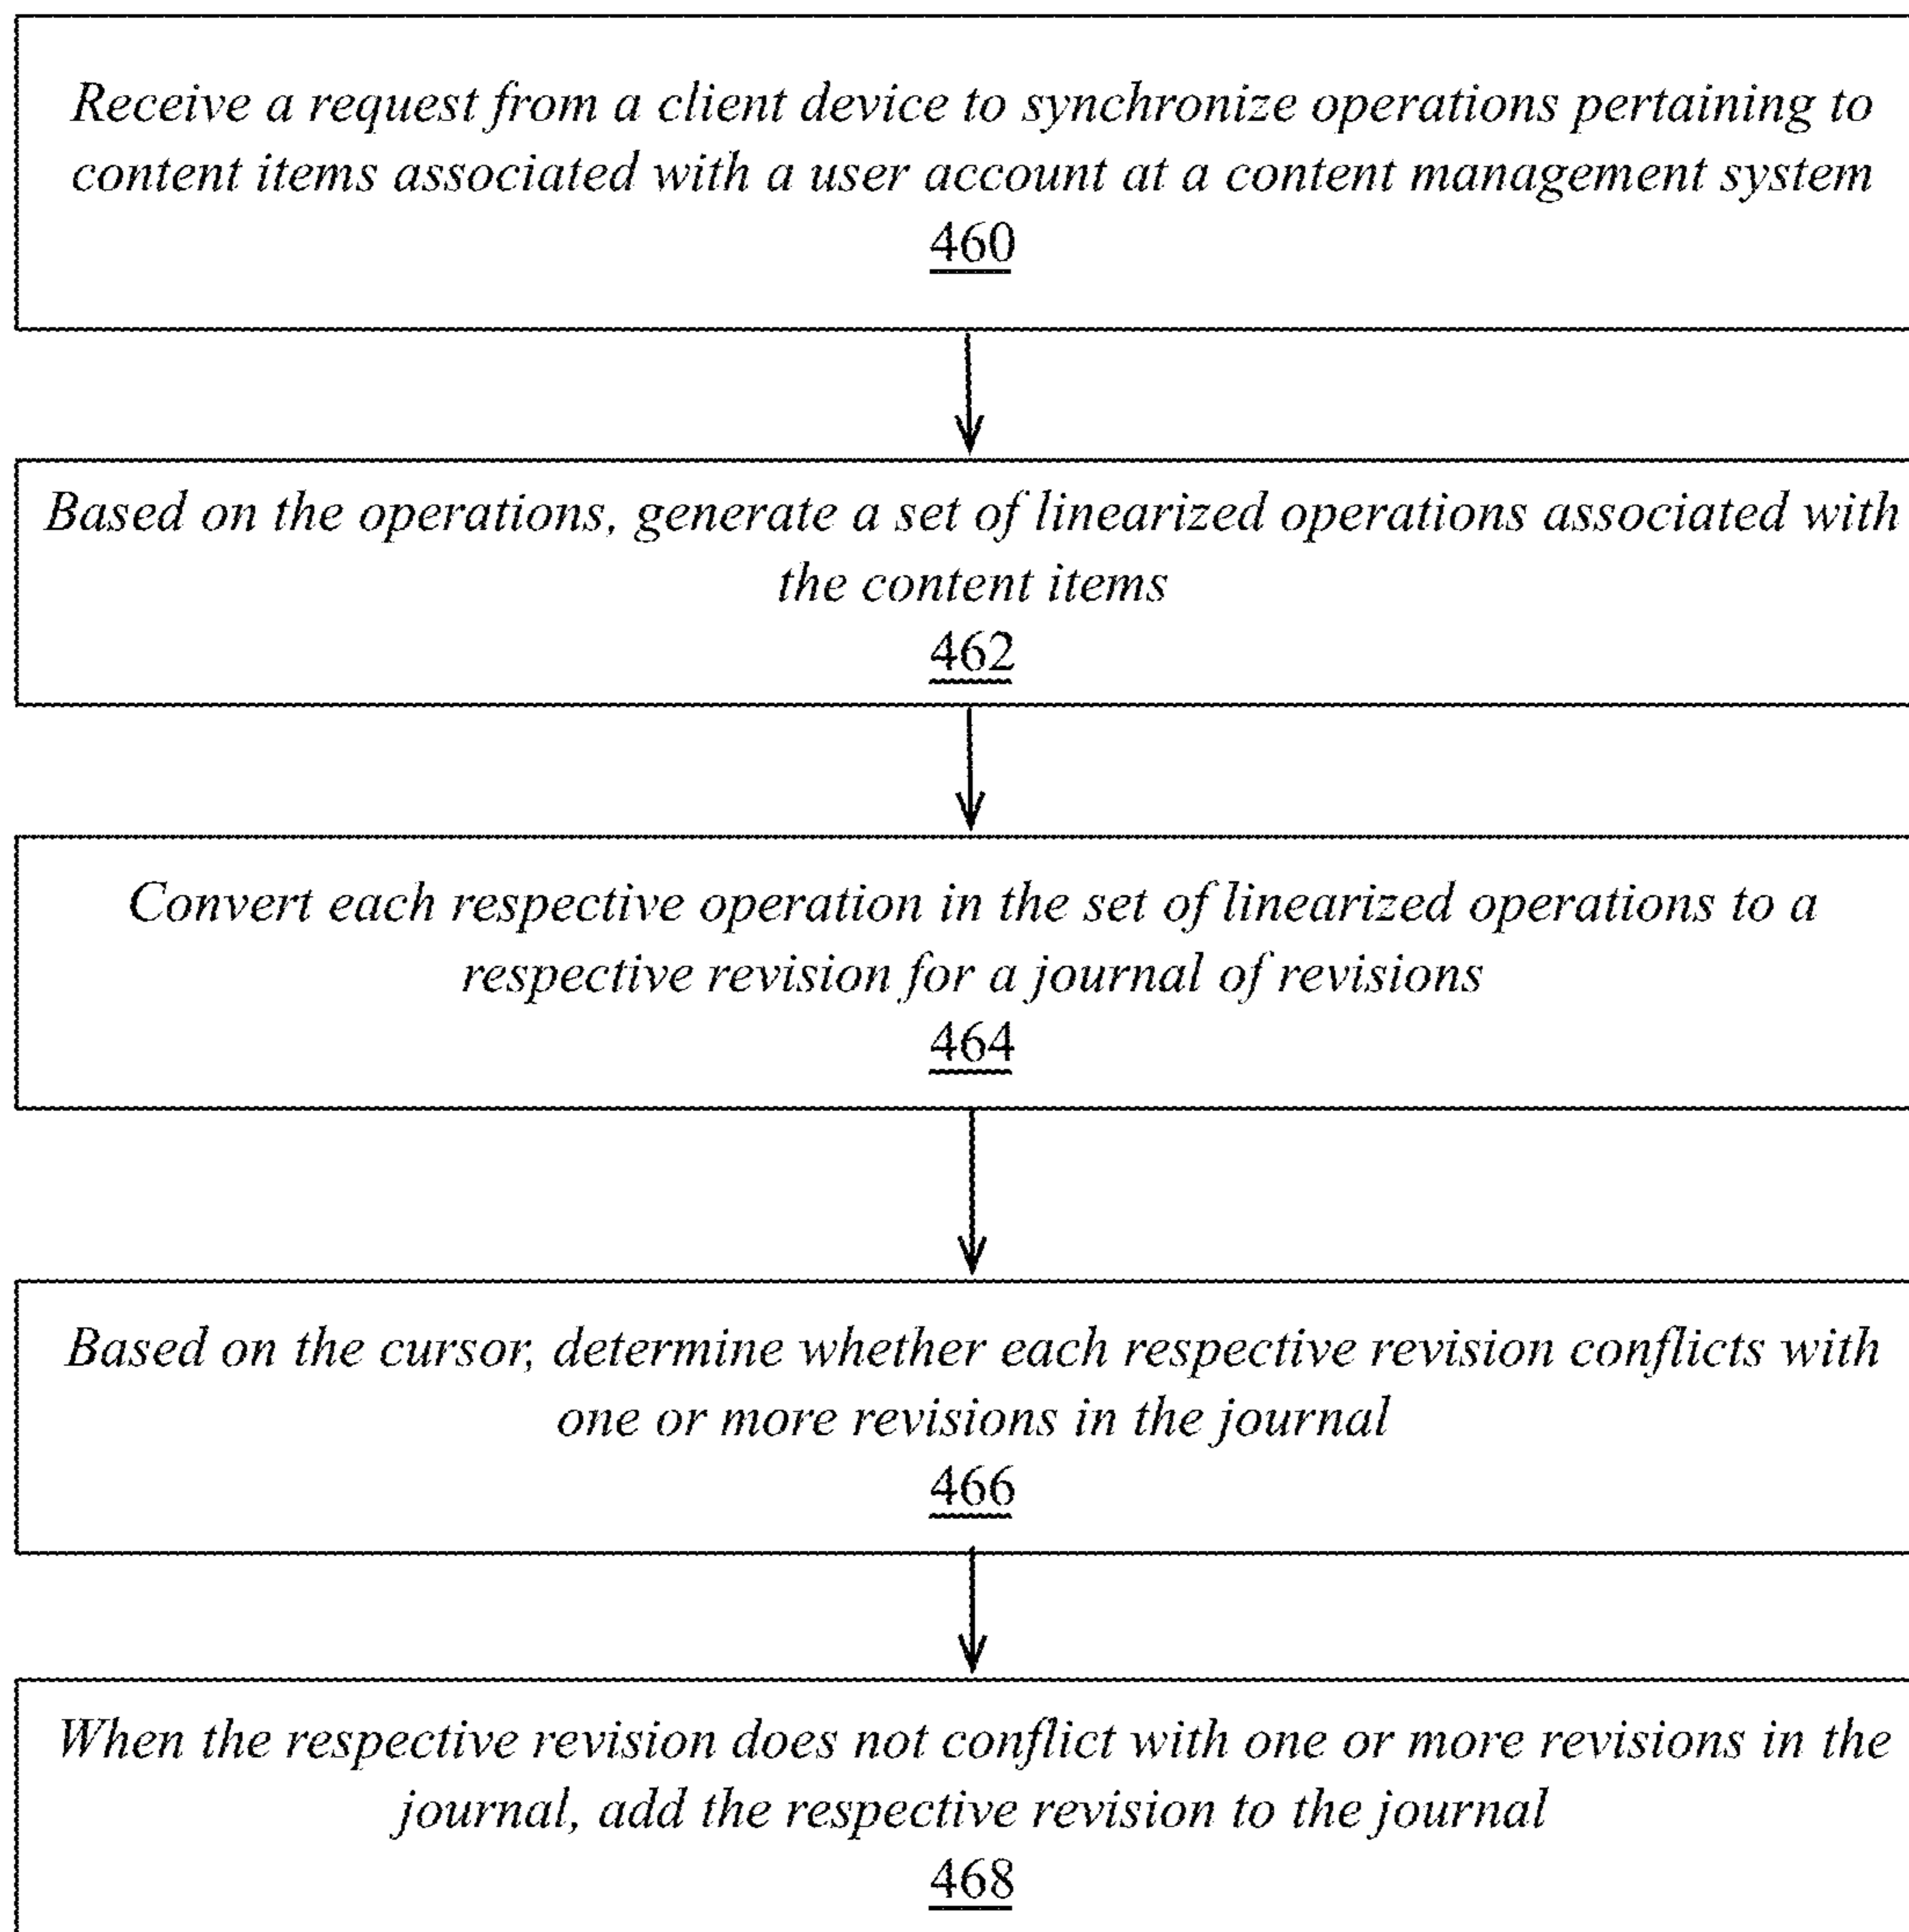 Receive a request from a client device to synchronize operations pertaining to
content items associated with a user account at a content management system
460
Based on the operations, generate a set of linearized operations associated with
the content items
462
Convert each respective operation in the set of linearized operations to a
respective revision for a journal of revisions
464
Based on the cursor, determine whether each respective revision conflicts with
one or more revisions in the journal
466
When the respective revision does not conflict with one or more revisions in the
journal, add the respective revision to the journal
468